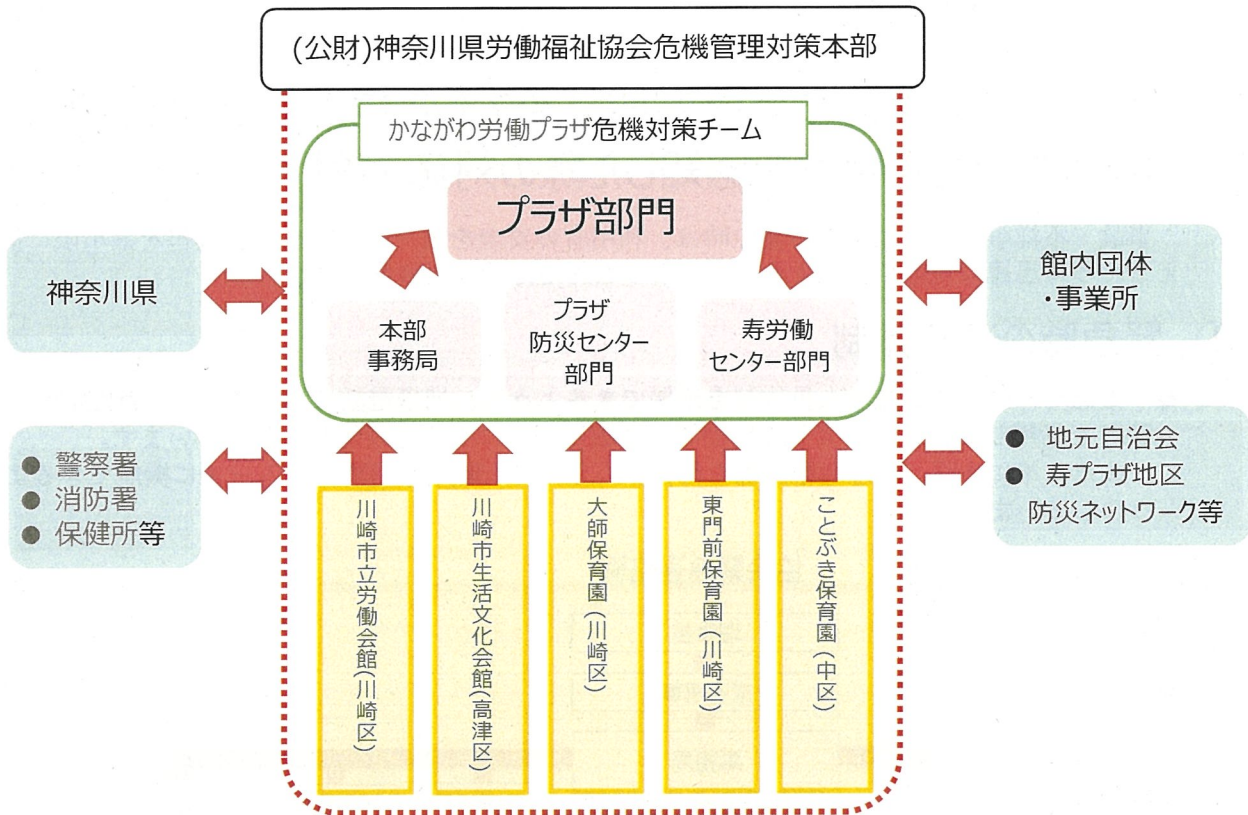 (公財)神奈川県労働福祉協会危機管理対策本部
かながわ労働プラザ危機対策チーム
プラザ部門
本部
事務局
プラザ
防災センター
部門
寿労働
センター部門
神奈川県
● 警察署
● 消防署
● 保健所等
館内団体
・事業所
● 地元自治会
● 寿プラザ地区
防災ネットワーク等
川崎市立労働会館(川崎区)
川崎市生活文化会館(高津区)
大師保育園(川崎区)
東門前保育園(川崎区)
ことぶき保育園(中区)